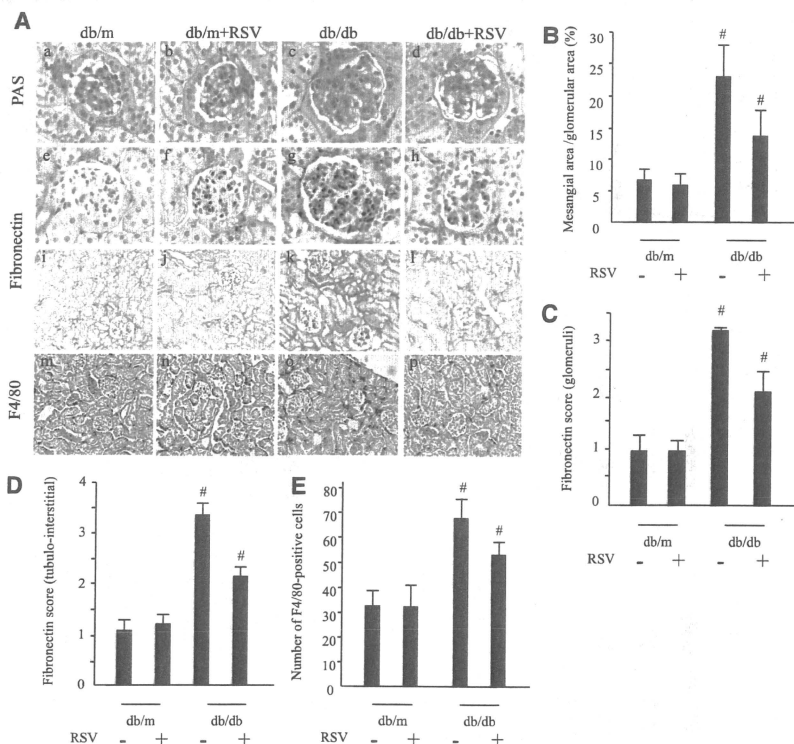 A
db/m db/m+RSV db/db db/db+RSV
PAS
a b c d
Fibronectin
e f g h
i j k l
F4/80
m n o p
B
Mesangial area /glomerular area (%)
30
25
20
15
10
5
0
# #
db/m db/db
RSV - + - +
C
Fibronectin score (glomeruli)
3
2
1
0
# #
db/m db/db
RSV - + - +
D
Fibronectin score (tubulo-interstitial)
4
3
2
1
0
# #
db/m db/db
RSV - + - +
E
Number of F4/80-positive cells
80
70
60
50
40
30
20
10
0
# #
db/m db/db
RSV - + - +